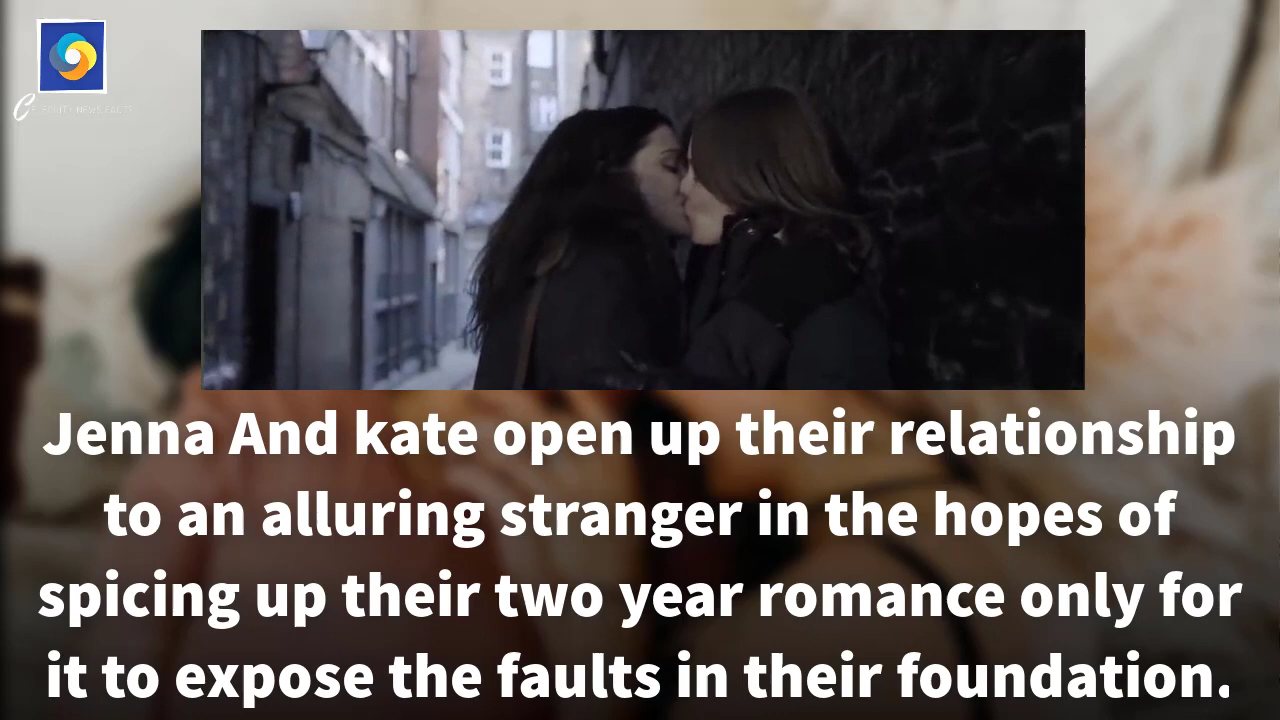 Jenna And kate open up their relationship
to an alluring stranger in the hopes of
spicing up their two year romance only for
it to expose the faults in their foundation.